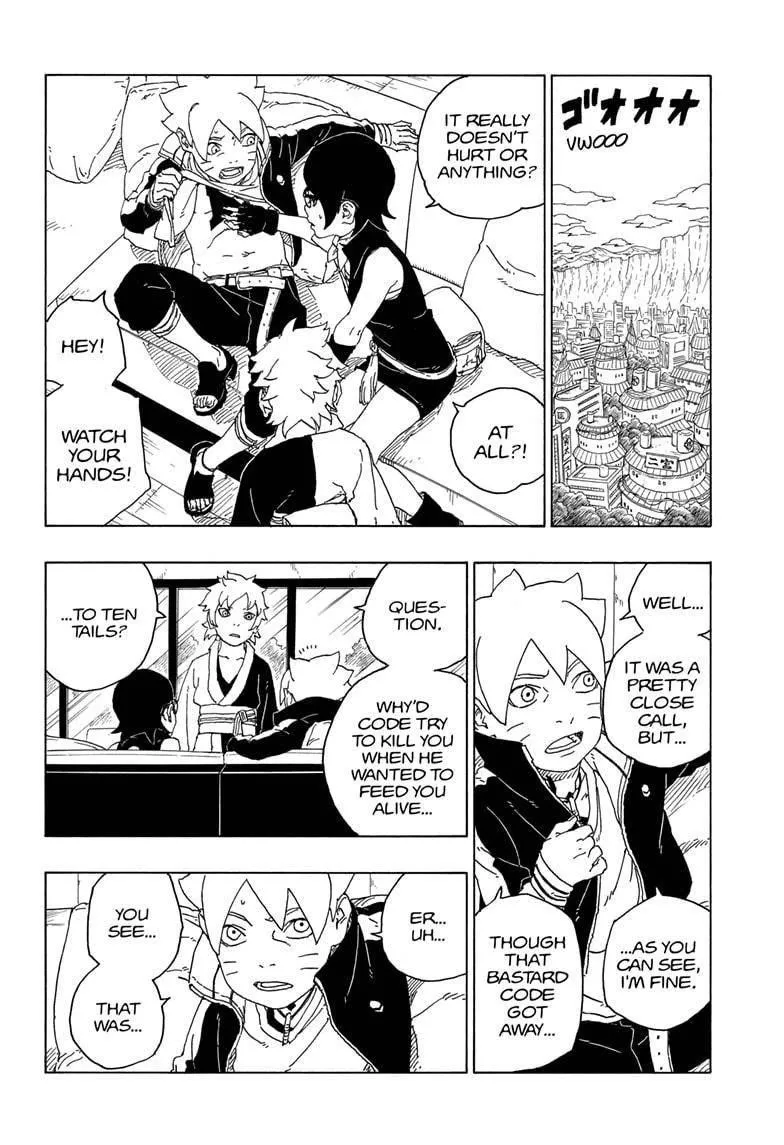 ゴオオオ
VWOOO
IT REALLY
DOESN'T
HURT OR
ANYTHING?
AT
ALL?!
HEY!
WATCH
YOUR
HANDS!
WELL...
IT WAS A
PRETTY
CLOSE
CALL,
BUT...
...AS YOU
CAN SEE,
I'M FINE.
THOUGH
THAT
BASTARD
CODE
GOT
AWAY...
QUES-
TION.
WHY'D
CODE TRY
TO KILL YOU
WHEN HE
WANTED TO
FEED YOU
ALIVE...
...TO TEN
TAILS?
ER...
UH...
YOU
SEE...
THAT
WAS...